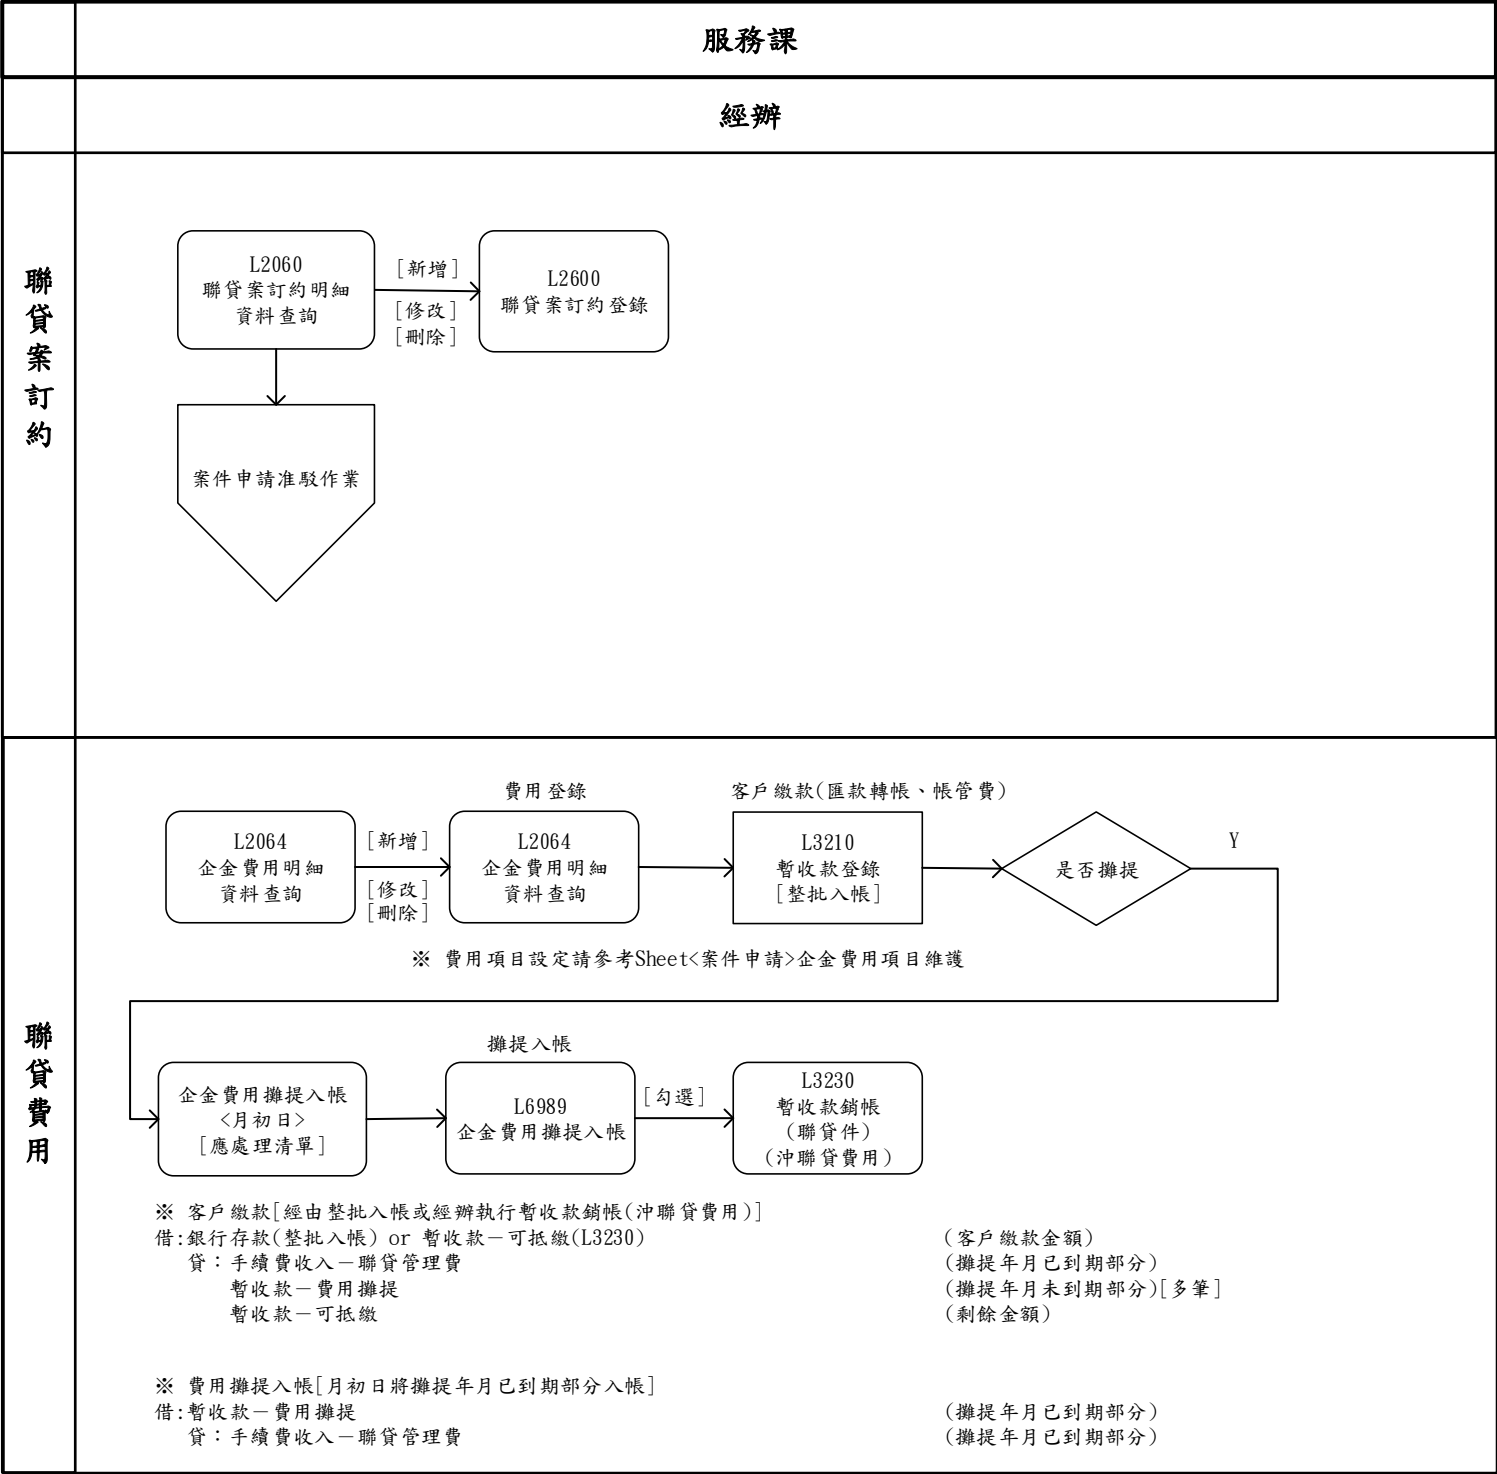 服務課
經辦
聯貸案訂約
L2060
聯貸案訂約明細
資料查詢
[新增]
[修改]
[刪除]
L2600
聯貸案訂約登錄
案件申請准駁作業
聯貸費用
費用登錄
客戶繳款(匯款轉帳、帳管費)
L2064
企金費用明細
資料查詢
[新增]
[修改]
[刪除]
L2064
企金費用明細
資料查詢
L3210
暫收款登錄
[整批入帳]
是否攤提
Y
※ 費用項目設定請參考Sheet<案件申請>企金費用項目維護
攤提入帳
企金費用攤提入帳
<月初日>
[應處理清單]
L6989
企金費用攤提入帳
[勾選]
L3230
暫收款銷帳
(聯貸件)
(沖聯貸費用)
※ 客戶繳款[經由整批入帳或經辦執行暫收款銷帳(沖聯貸費用)]
借:銀行存款(整批入帳) or 暫收款－可抵繳(L3230) (客戶繳款金額)
貸：手續費收入－聯貸管理費 (攤提年月已到期部分)
暫收款－費用攤提 (攤提年月未到期部分)[多筆]
暫收款－可抵繳 (剩餘金額)
※ 費用攤提入帳[月初日將攤提年月已到期部分入帳]
借:暫收款－費用攤提 (攤提年月已到期部分)
貸：手續費收入－聯貸管理費 (攤提年月已到期部分)